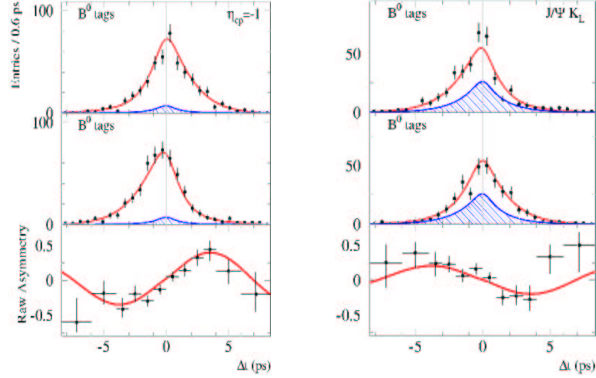 Entries / 0.6 ps
100
B⁰ tags
η_cp=-1
0
100
B⁰ tags
0
Raw Asymmetry
0.5
0
-0.5
-5
0
5
Δt (ps)
B⁰ tags
J/Ψ K_L
50
0
B⁰ tags
50
0
0.5
0
-0.5
-5
0
5
Δt (ps)